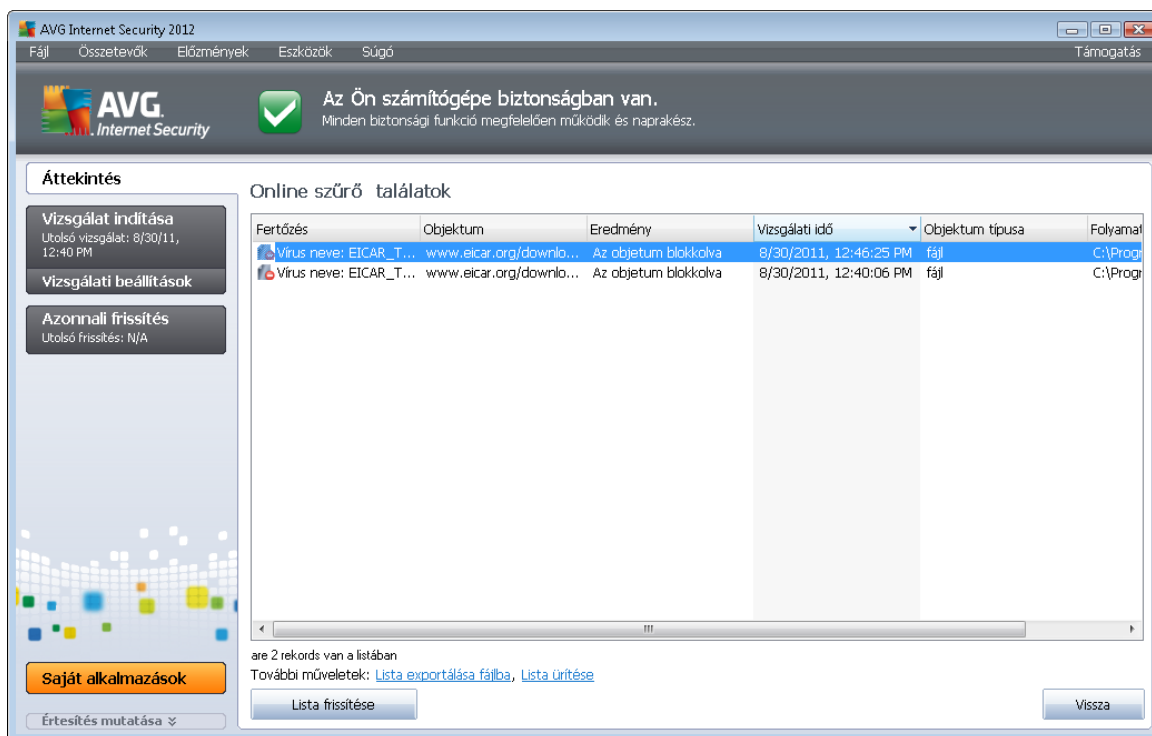 AVG Internet Security 2012
Fájl Összetevők Előzmények Eszközök Súgó Támogatás
AVG.
Internet Security
Az Ön számítógépe biztonságban van.
Minden biztonsági funkció megfelelően működik és naprakész.
Áttekintés
Vizsgálat indítása
Utolsó vizsgálat: 8/30/11,
12:40 PM
Vizsgálati beállítások
Azonnali frissítés
Utolsó frissítés: N/A
Online szűrő találatok
Fertőzés Objektum Eredmény Vizsgálati idő Objektum típusa Folyamat
Vírus neve: EICAR_T... www.eicar.org/downlo... Az objetum blokkolva 8/30/2011, 12:46:25 PM fájl C:\Progr
Vírus neve: EICAR_T... www.eicar.org/downlo... Az objetum blokkolva 8/30/2011, 12:40:06 PM fájl C:\Progr
are 2 rekords van a listában
További műveletek: Lista exportálása fájlba, Lista ürítése
Saját alkalmazások
Lista frissítése Vissza
Értesítés mutatása